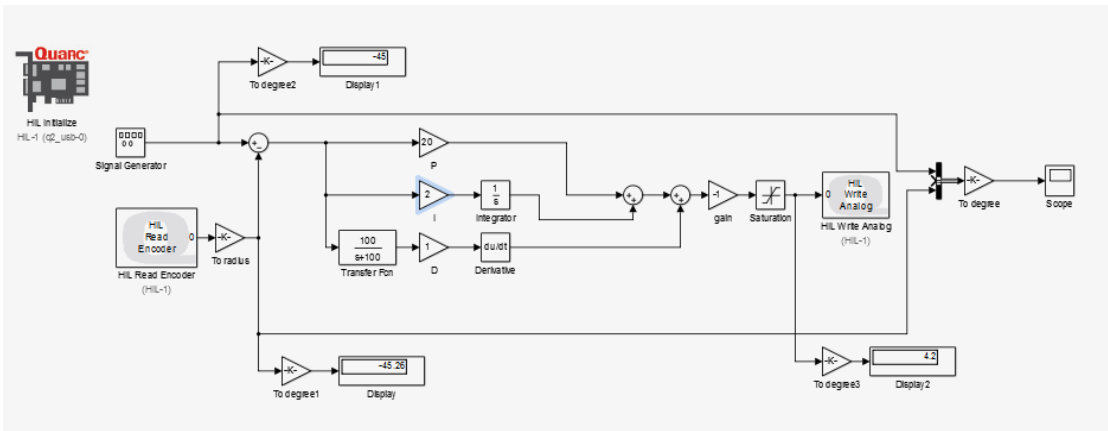 QUARC
HIL Initialize
HIL-1 (q2_usb-0)
-K-
To degree2
-45
Display1
Signal Generator
20
P
2
I
1
s
Integrator
100
s+100
Transfer Fcn
1
D
du/dt
Derivative
-1
gain
Saturation
0
HIL
Write
Analog
HIL Write Analog
(HIL-1)
-K-
To degree
Scope
HIL
Read
Encoder
0
HIL Read Encoder
(HIL-1)
-K-
To radius
-K-
To degree1
-45.26
Display
-K-
To degree3
4.2
Display2